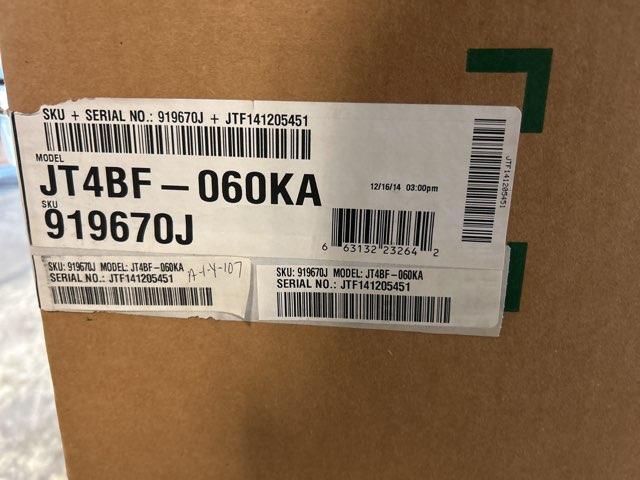 SKU + SERIAL NO.: 919670J + JTF141205451
MODEL
JT4BF-060KA
12/16/14 03:00pm
SKU
919670J
6 63132 23264 2
JTF141205451
SKU: 919670J MODEL: JT4BF-060KA
SERIAL NO.: JTF141205451
A-1-Y-107
SKU: 919670J MODEL: JT4BF-060KA
SERIAL NO.: JTF141205451